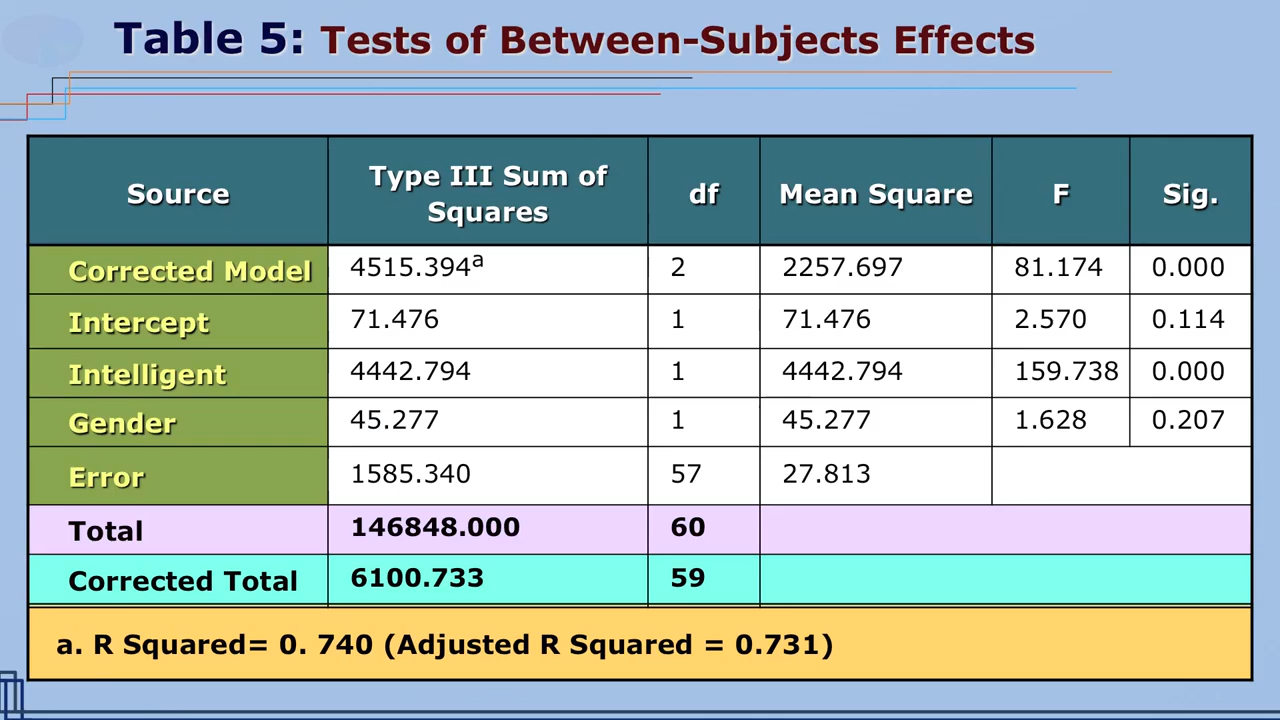 Table 5: Tests of Between-Subjects Effects
Source Type III Sum of Squares df Mean Square F Sig.
Corrected Model 4515.394a 2 2257.697 81.174 0.000
Intercept 71.476 1 71.476 2.570 0.114
Intelligent 4442.794 1 4442.794 159.738 0.000
Gender 45.277 1 45.277 1.628 0.207
Error 1585.340 57 27.813
Total 146848.000 60
Corrected Total 6100.733 59
a. R Squared= 0. 740 (Adjusted R Squared = 0.731)